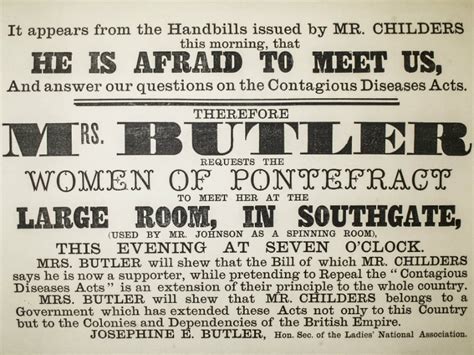 It appears from the Handbills issued by MR. CHILDERS
this morning, that
HE IS AFRAID TO MEET US,
And answer our questions on the Contagious Diseases Acts.
THEREFORE
MRS. BUTLER
REQUESTS THE
WOMEN OF PONTEFRACT
TO MEET HER AT THE
LARGE ROOM, IN SOUTHGATE,
(USED BY MR. JOHNSON AS A SPINNING ROOM),
THIS EVENING AT SEVEN O'CLOCK.
MRS. BUTLER will shew that the Bill of which MR. CHILDERS
says he is now a supporter, while pretending to Repeal the "Contagious
Diseases Acts" is an extension of their principle to the whole country.
MRS. BUTLER will shew that MR. CHILDERS belongs to a
Government which has extended these Acts not only to this Country
but to the Colonies and Dependencies of the British Empire.
JOSEPHINE E. BUTLER, Hon. Sec. of the Ladies' National Association.